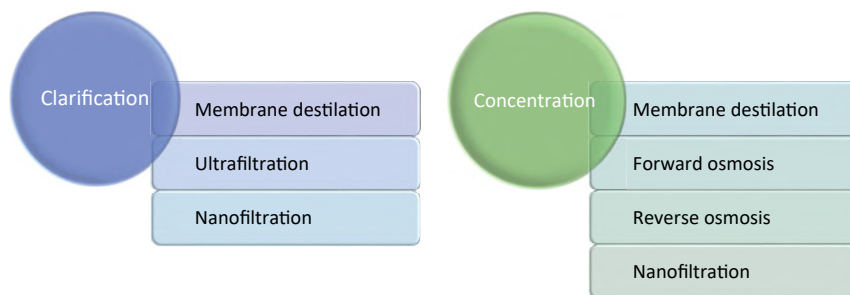 Clarification
Membrane destilation
Ultrafiltration
Nanofiltration
Concentration
Membrane destilation
Forward osmosis
Reverse osmosis
Nanofiltration